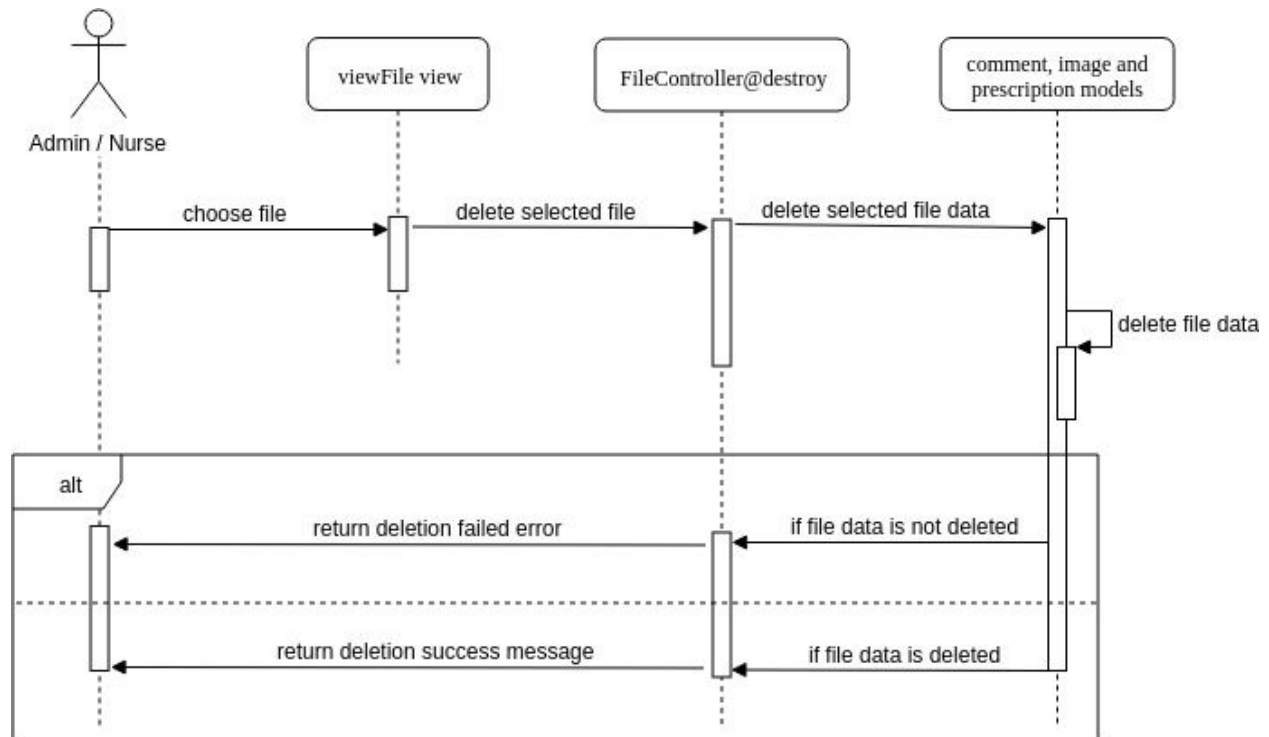 viewFile view
FileController@destroy
comment, image and
prescription models
Admin / Nurse
choose file
delete selected file
delete selected file data
delete file data
alt
return deletion failed error
if file data is not deleted
return deletion success message
if file data is deleted